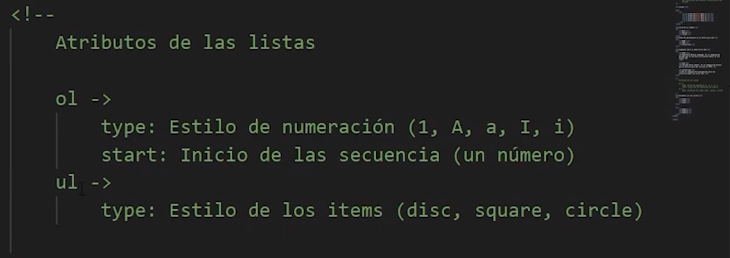 <!--
Atributos de las listas
ol ->
type: Estilo de numeración (1, A, a, I, i)
start: Inicio de las secuencia (un número)
ul ->
type: Estilo de los items (disc, square, circle)